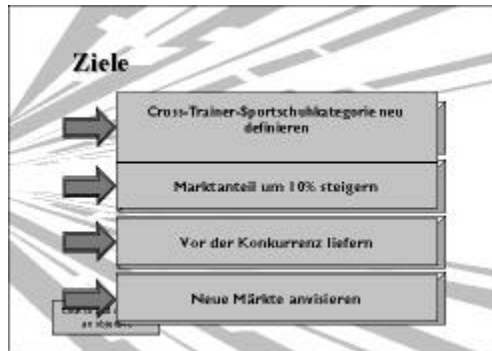 Ziele
Cross-Trainer-Sportschuhkategorie neu
definieren
Marktanteil um 10% steigern
Vor der Konkurrenz liefern
Neue Märkte anvisieren